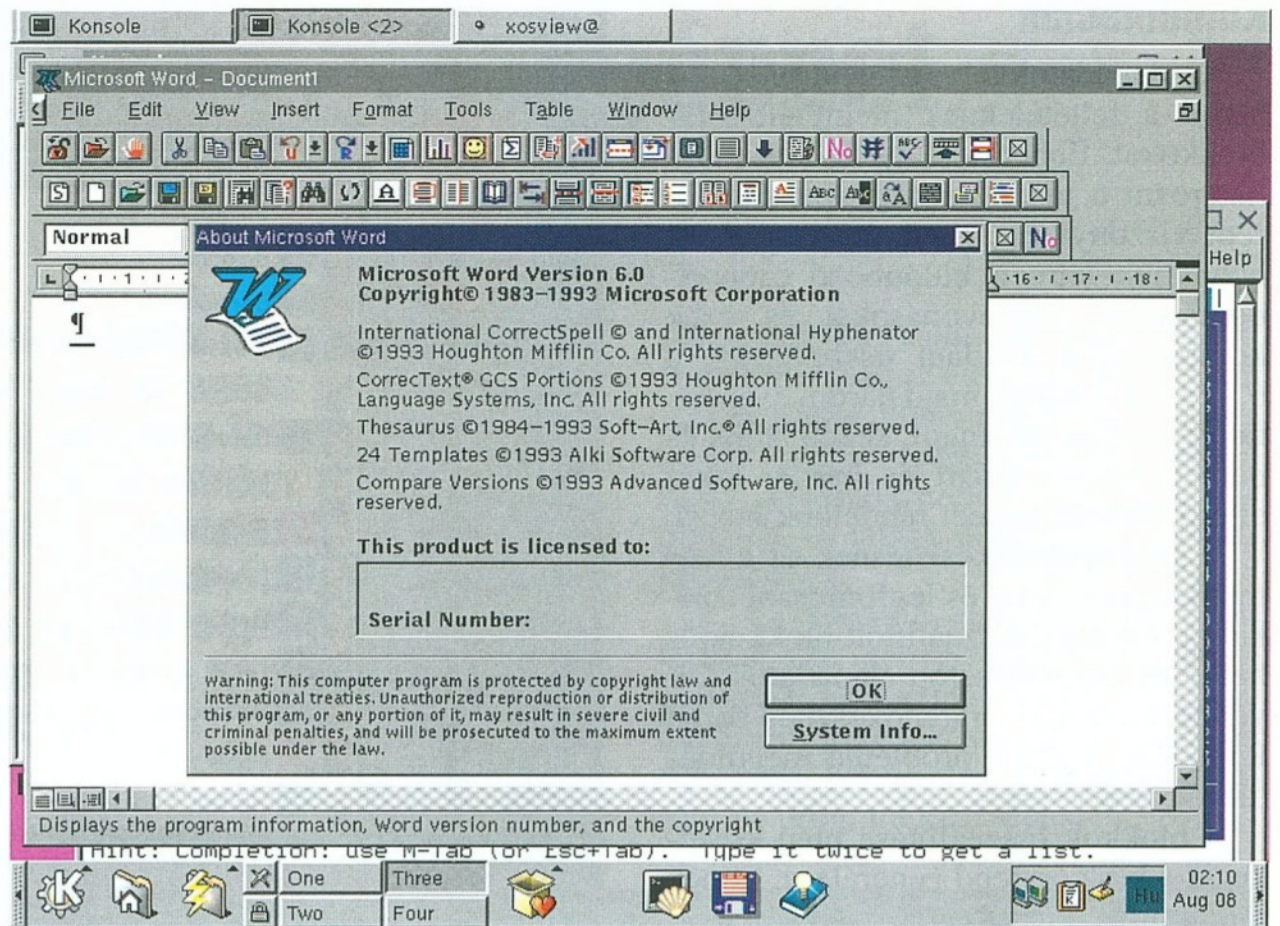 Konsole
Konsole <2>
xosview@
Microsoft Word – Document1
File Edit View Insert Format Tools Table Window Help
Normal
About Microsoft Word
Help
1 · 16 · 17 · 18
¶
Microsoft Word Version 6.0
Copyright© 1983–1993 Microsoft Corporation
International CorrectSpell © and International Hyphenator
©1993 Houghton Mifflin Co. All rights reserved.
CorrecText® GCS Portions ©1993 Houghton Mifflin Co.,
Language Systems, Inc. All rights reserved.
Thesaurus ©1984–1993 Soft–Art, Inc.® All rights reserved.
24 Templates ©1993 Alki Software Corp. All rights reserved.
Compare Versions ©1993 Advanced Software, Inc. All rights
reserved.
This product is licensed to:
Serial Number:
Warning: This computer program is protected by copyright law and
international treaties. Unauthorized reproduction or distribution of
this program, or any portion of it, may result in severe civil and
criminal penalties, and will be prosecuted to the maximum extent
possible under the law.
OK
System Info...
Displays the program information, Word version number, and the copyright
Hint: Completion: use M-Tab (or Esc+Tab). Type it twice to get a list.
One Three
Two Four
Hu
02:10
Aug 08